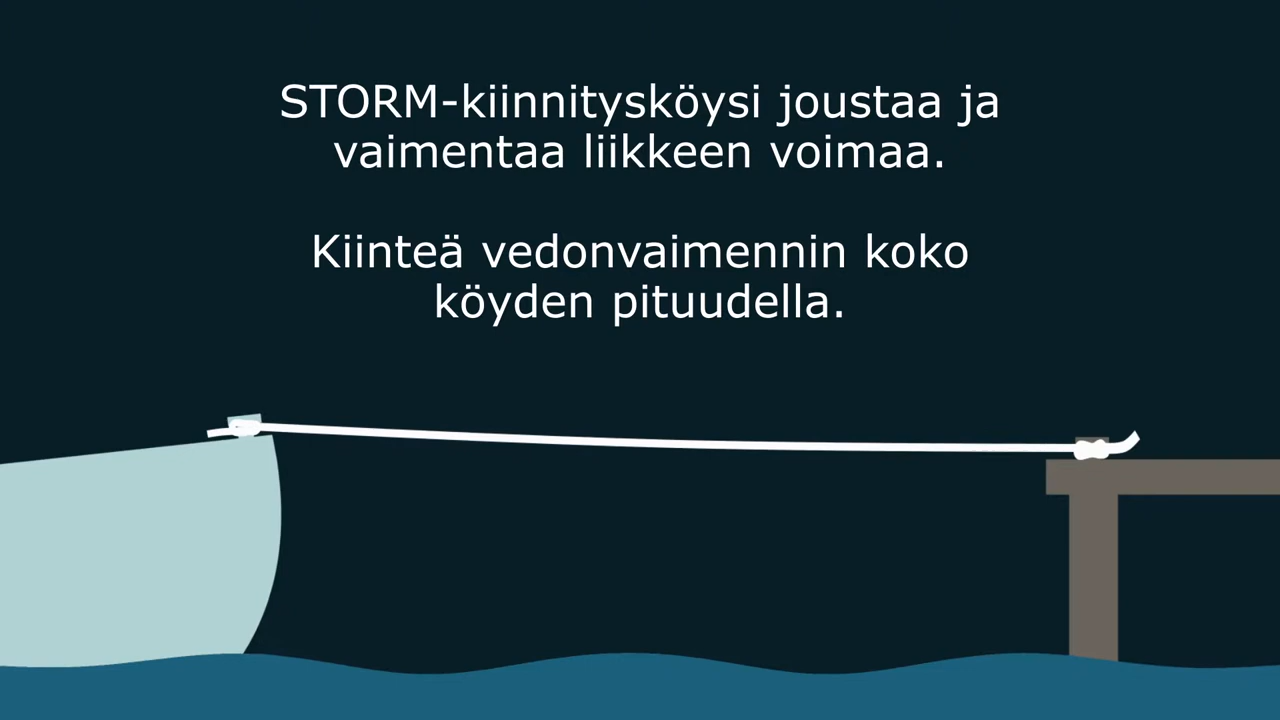 STORM-kiinnitysköysi joustaa ja
vaimentaa liikkeen voimaa.
Kiinteä vedonvaimennin koko
köyden pituudella.